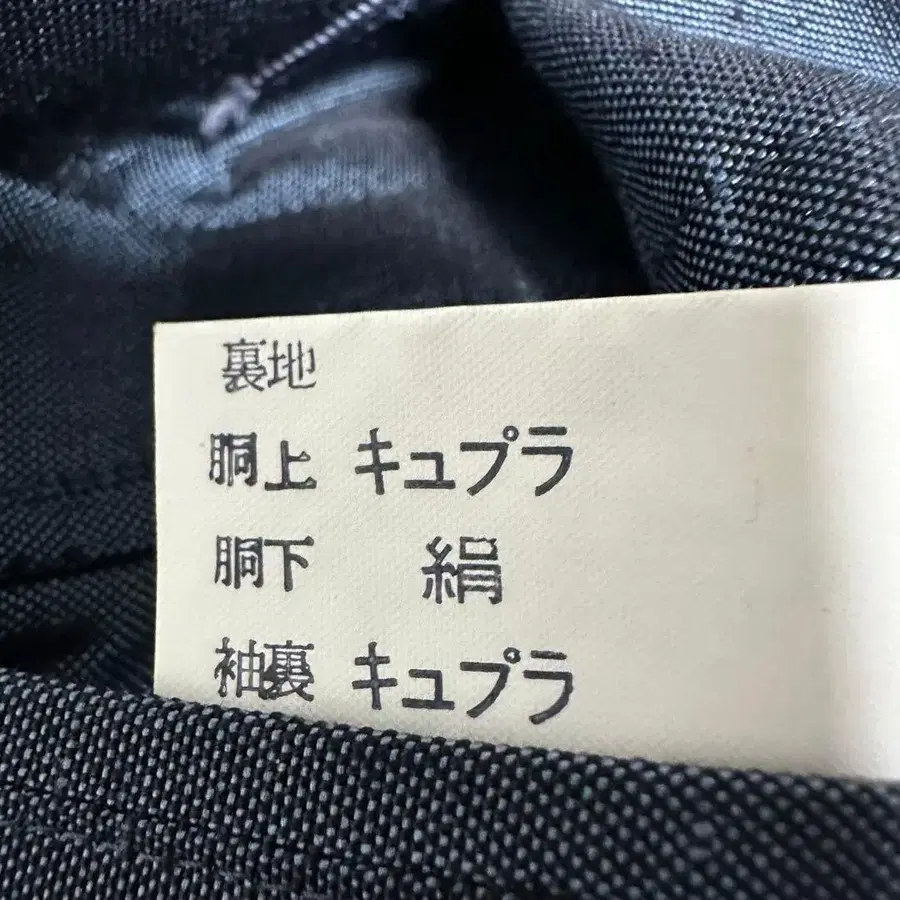 裏地
胴上 キュプラ
胴下 絹
袖裏 キュプラ